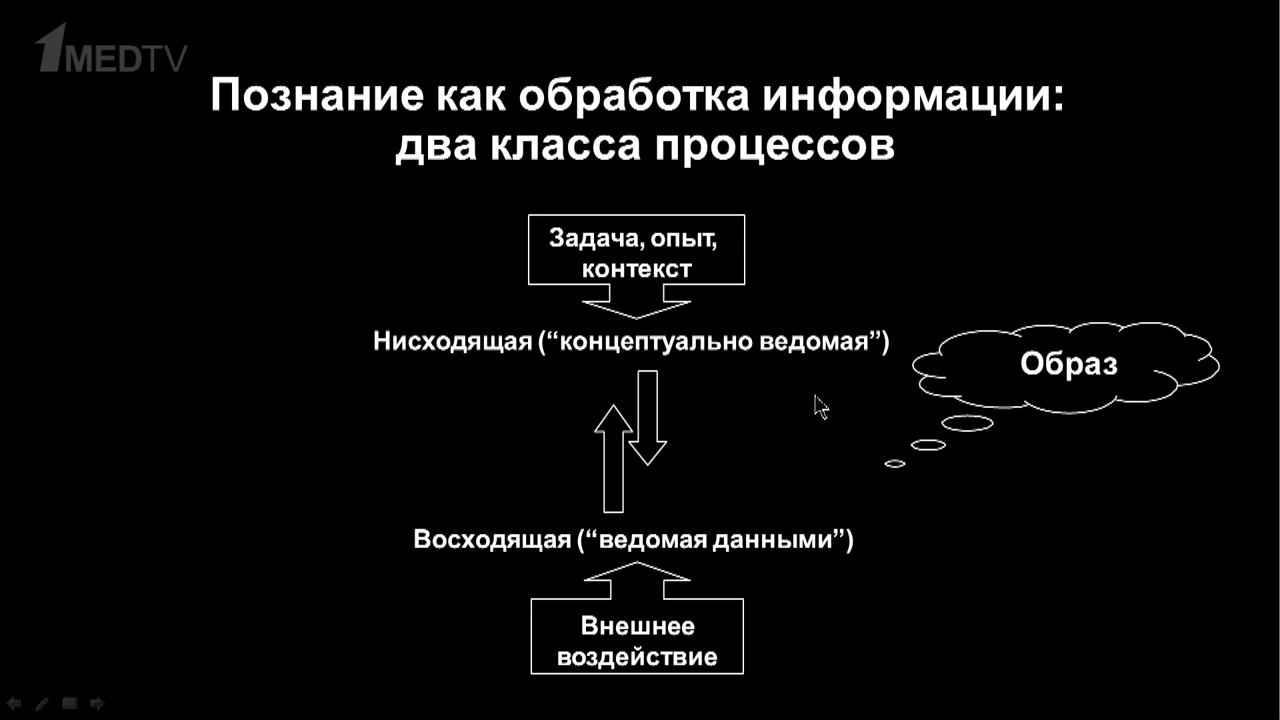 1MEDTV
Познание как обработка информации:
два класса процессов
Задача, опыт,
контекст
Нисходящая (“концептуально ведомая”)
Образ
Восходящая (“ведомая данными”)
Внешнее
воздействие